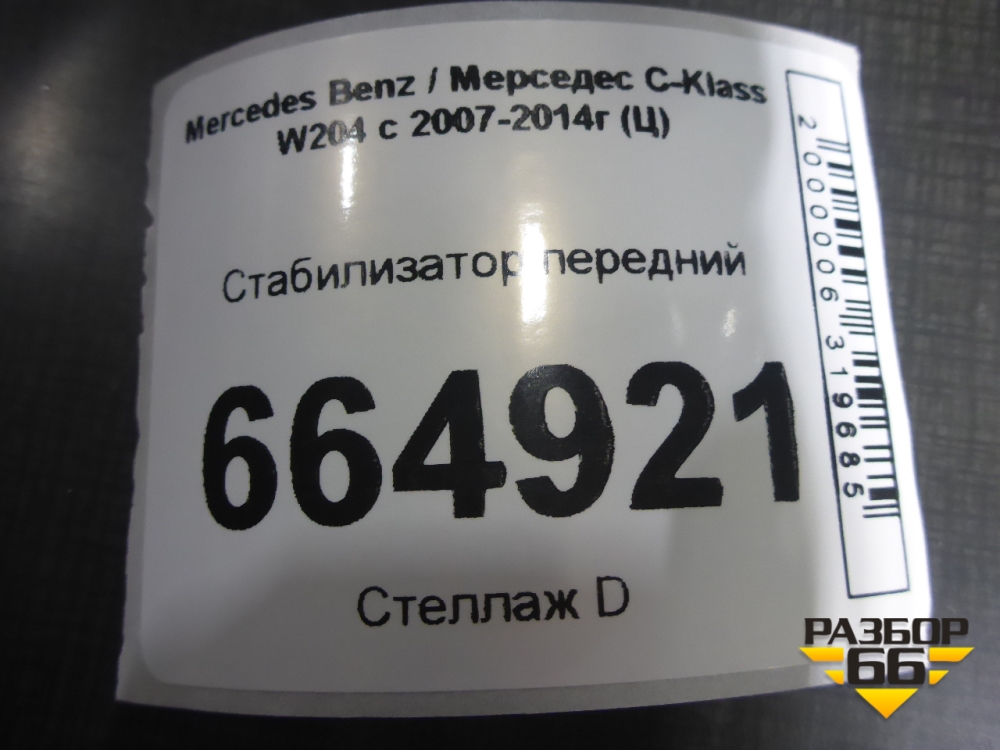 Mercedes Benz / Мерседес C-Klass
W204 с 2007-2014г (Ц)
Стабилизатор передний
664921
Стеллаж D
2000006319685
РАЗБОР
66